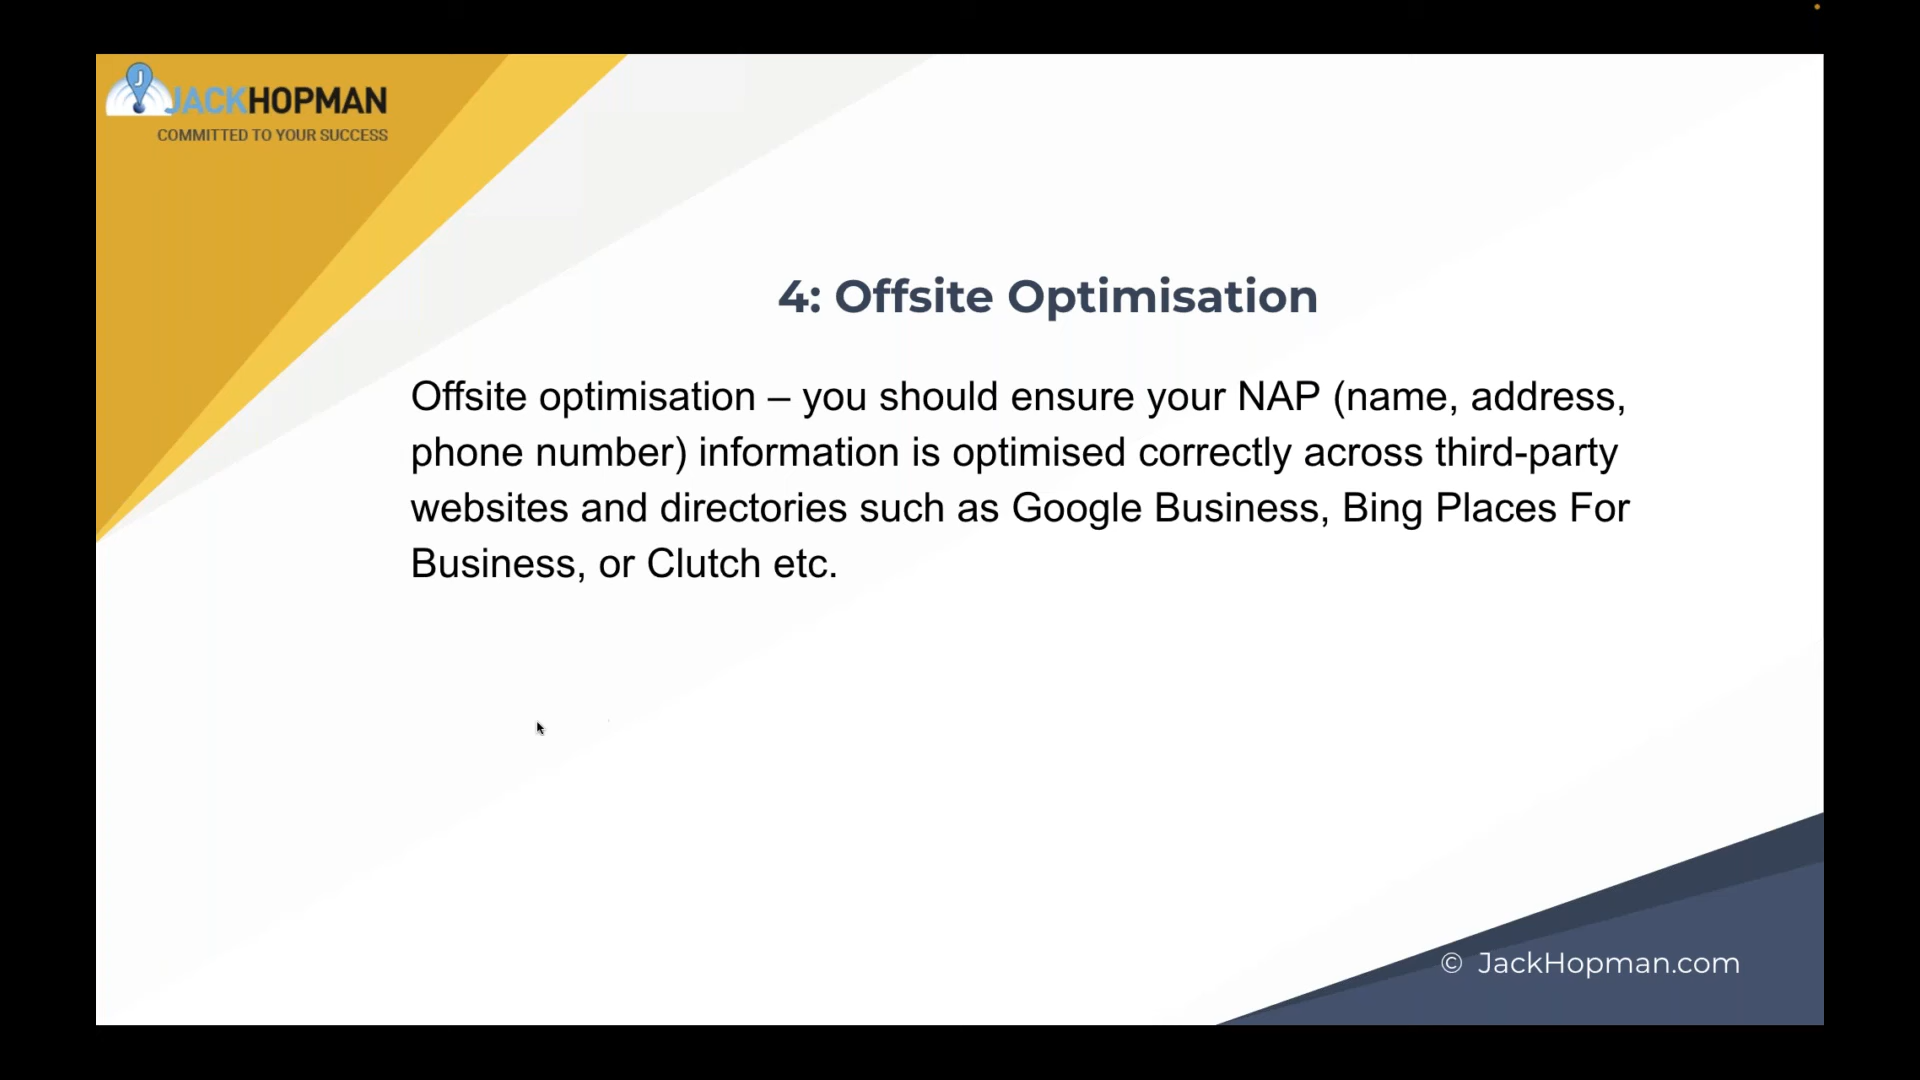 J
JACKHOPMAN
COMMITTED TO YOUR SUCCESS
4: Offsite Optimisation
Offsite optimisation – you should ensure your NAP (name, address,
phone number) information is optimised correctly across third-party
websites and directories such as Google Business, Bing Places For
Business, or Clutch etc.
© JackHopman.com